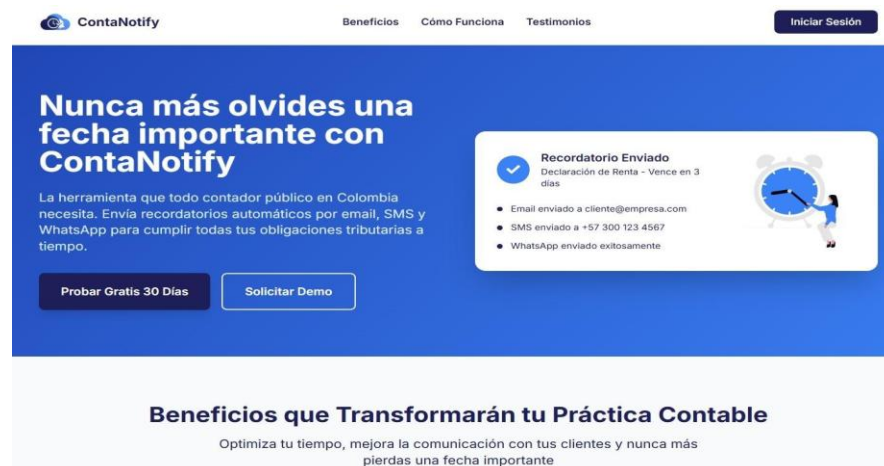 ContaNotify
Beneficios
Cómo Funciona
Testimonios
Iniciar Sesión
Nunca más olvides una
fecha importante con
ContaNotify
La herramienta que todo contador público en Colombia
necesita. Envía recordatorios automáticos por email, SMS y
WhatsApp para cumplir todas tus obligaciones tributarias a
tiempo.
Probar Gratis 30 Días
Solicitar Demo
Recordatorio Enviado
Declaración de Renta - Vence en 3
días
Email enviado a cliente@empresa.com
SMS enviado a +57 300 123 4567
WhatsApp enviado exitosamente
Beneficios que Transformarán tu Práctica Contable
Optimiza tu tiempo, mejora la comunicación con tus clientes y nunca más
pierdas una fecha importante